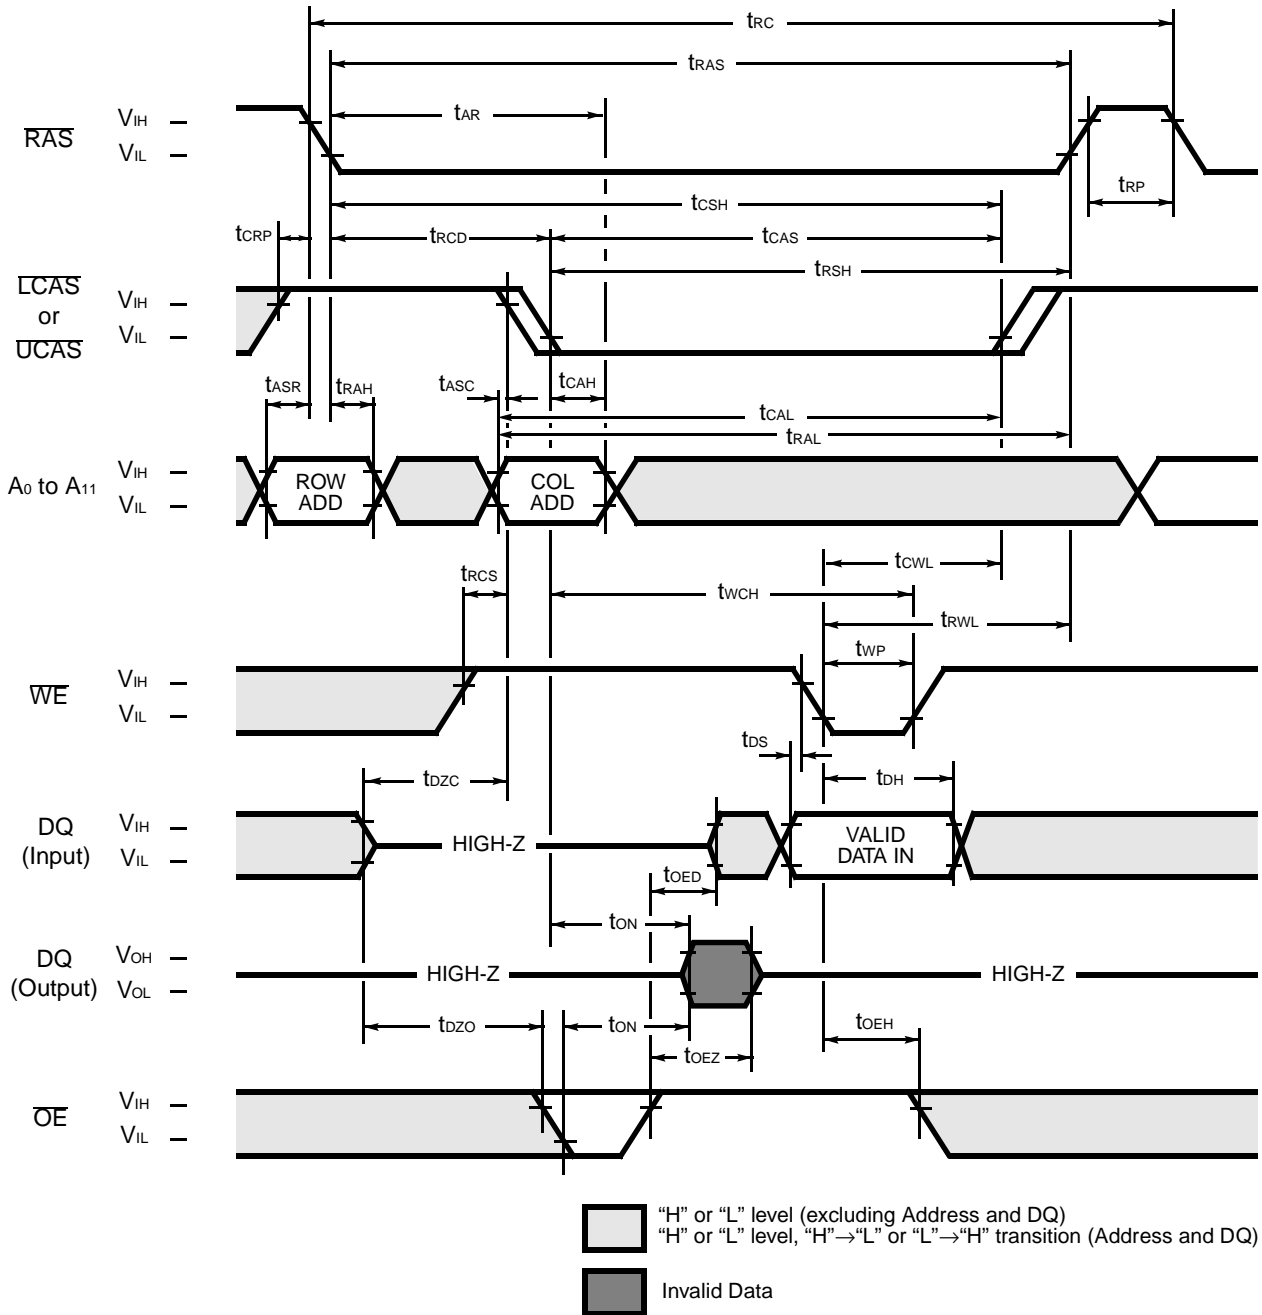 tRC
tRAS
tAR
RAS
VIH
VIL
tRP
tCSH
tCRP
tRCD
tCAS
tRSH
LCAS
or
UCAS
VIH
VIL
tASR
tRAH
tASC
tCAH
tCAL
tRAL
A0 to A11
VIH
VIL
ROW
ADD
COL
ADD
tCWL
tRCS
tWCH
tRWL
tWP
WE
VIH
VIL
tDS
tDZC
tDH
DQ
(Input)
VIH
VIL
HIGH-Z
VALID
DATA IN
tOED
tON
DQ
(Output)
VOH
VOL
HIGH-Z
HIGH-Z
tDZO
tON
tOEZ
tOEH
OE
VIH
VIL
“H” or “L” level (excluding Address and DQ)
“H” or “L” level, “H”→“L” or “L”→“H” transition (Address and DQ)
Invalid Data